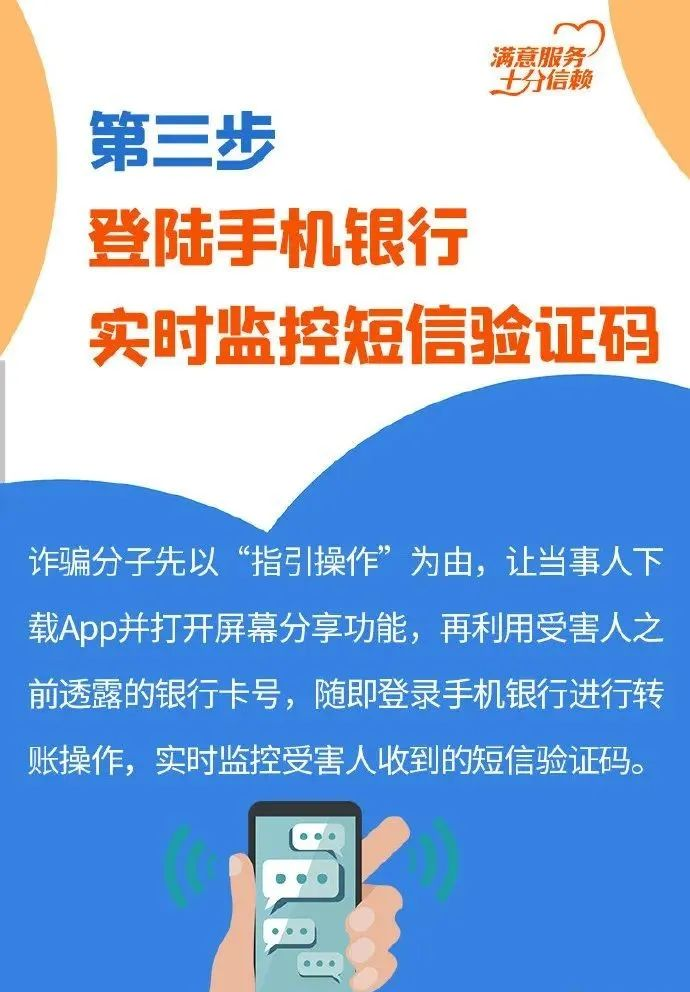 满意服务
十分信赖
第三步
登陆手机银行
实时监控短信验证码
诈骗分子先以“指引操作”为由，让当事人下
载App并打开屏幕分享功能，再利用受害人之
前透露的银行卡号，随即登录手机银行进行转
账操作，实时监控受害人收到的短信验证码。